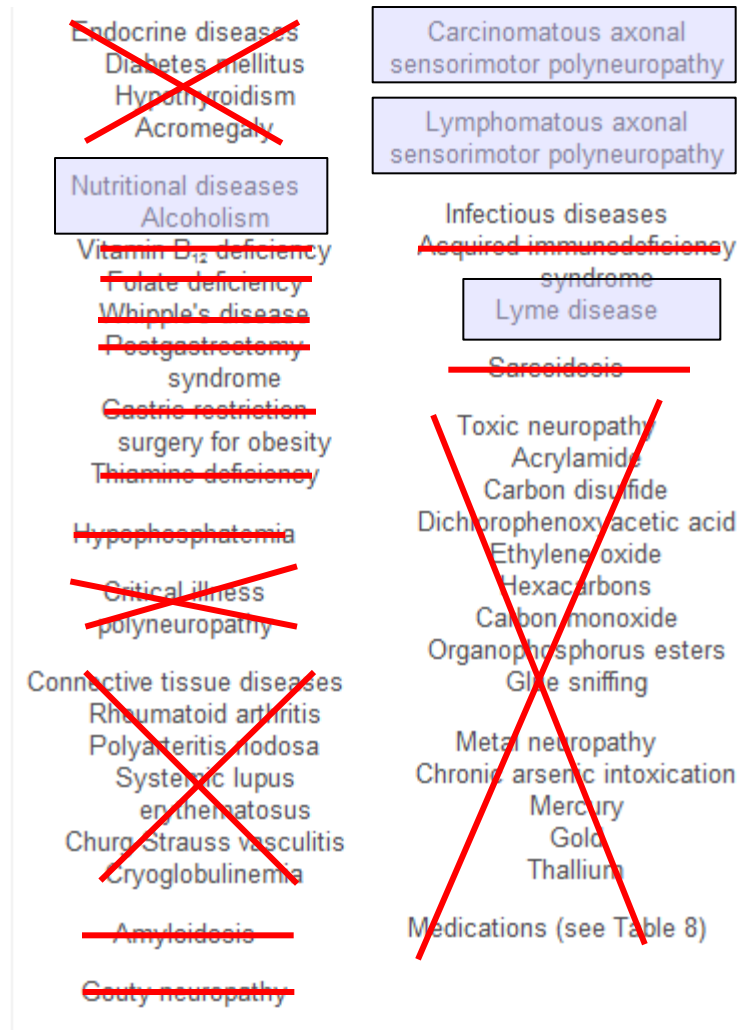 Endocrine diseases
Diabetes mellitus
Hypothyroidism
Acromegaly
Nutritional diseases
Alcoholism
Vitamin B₁₂ deficiency
Folate deficiency
Whipple's disease
Postgastrectomy
syndrome
Gastric restriction
surgery for obesity
Thiamine deficiency
Hypophosphatemia
Critical illness
polyneuropathy
Connective tissue diseases
Rheumatoid arthritis
Polyarteritis nodosa
Systemic lupus
erythematosus
Churg Strauss vasculitis
Cryoglobulinemia
Amyloidosis
Gouty neuropathy
Carcinomatous axonal
sensorimotor polyneuropathy
Lymphomatous axonal
sensorimotor polyneuropathy
Infectious diseases
Acquired immunodeficiency
syndrome
Lyme disease
Sarcoidosis
Toxic neuropathy
Acrylamide
Carbon disulfide
Dichlorophenoxyacetic acid
Ethylene oxide
Hexacarbons
Carbon monoxide
Organophosphorus esters
Glue sniffing
Metal neuropathy
Chronic arsenic intoxication
Mercury
Gold
Thallium
Medications (see Table 8)